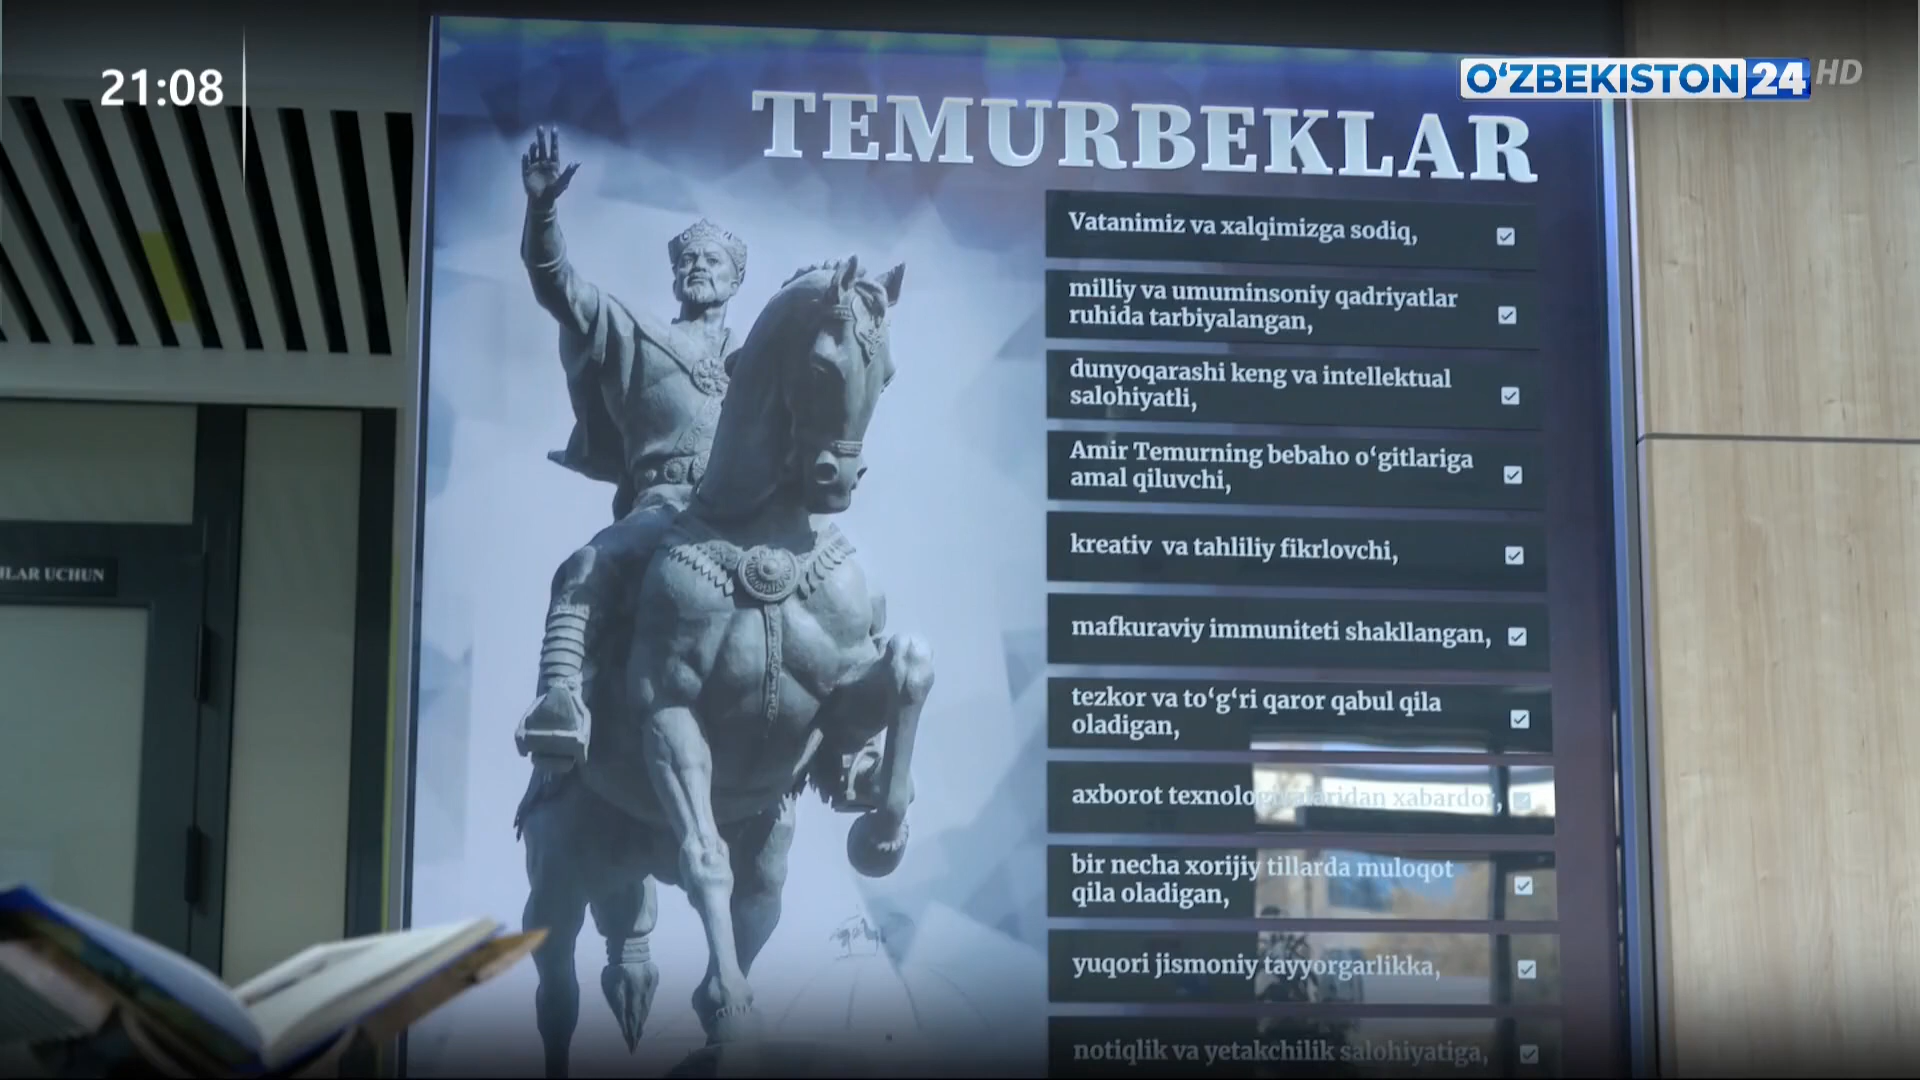 21:08
O‘ZBEKISTON 24 HD
TEMURBEKLAR
Vatanimiz va xalqimizga sodiq,
milliy va umuminsoniy qadriyatlar
ruhida tarbiyalangan,
dunyoqarashi keng va intellektual
salohiyatli,
Amir Temurning bebaho o‘gitlariga
amal qiluvchi,
kreativ va tahliliy fikrlovchi,
mafkuraviy immuniteti shakllangan,
tezkor va to‘g‘ri qaror qabul qila
oladigan,
axborot texnologiyalaridan xabardor,
bir necha xorijiy tillarda muloqot
qila oladigan,
yuqori jismoniy tayyorgarlikka,
notiqlik va yetakchilik salohiyatiga,
UCHUN